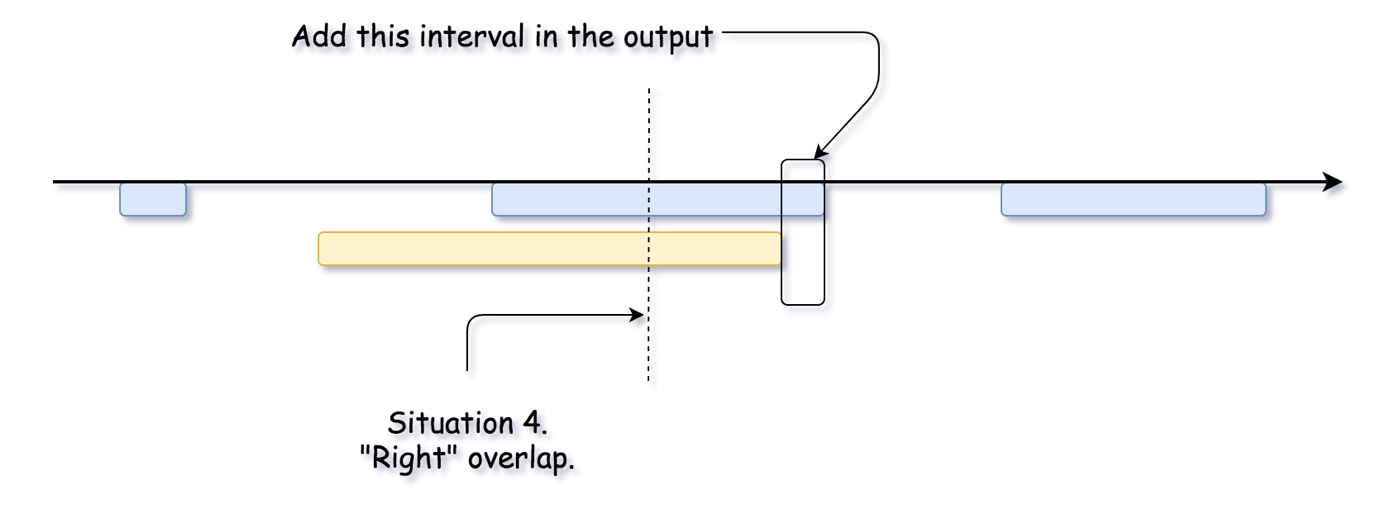 Add this interval in the output
Situation 4.
"Right" overlap.